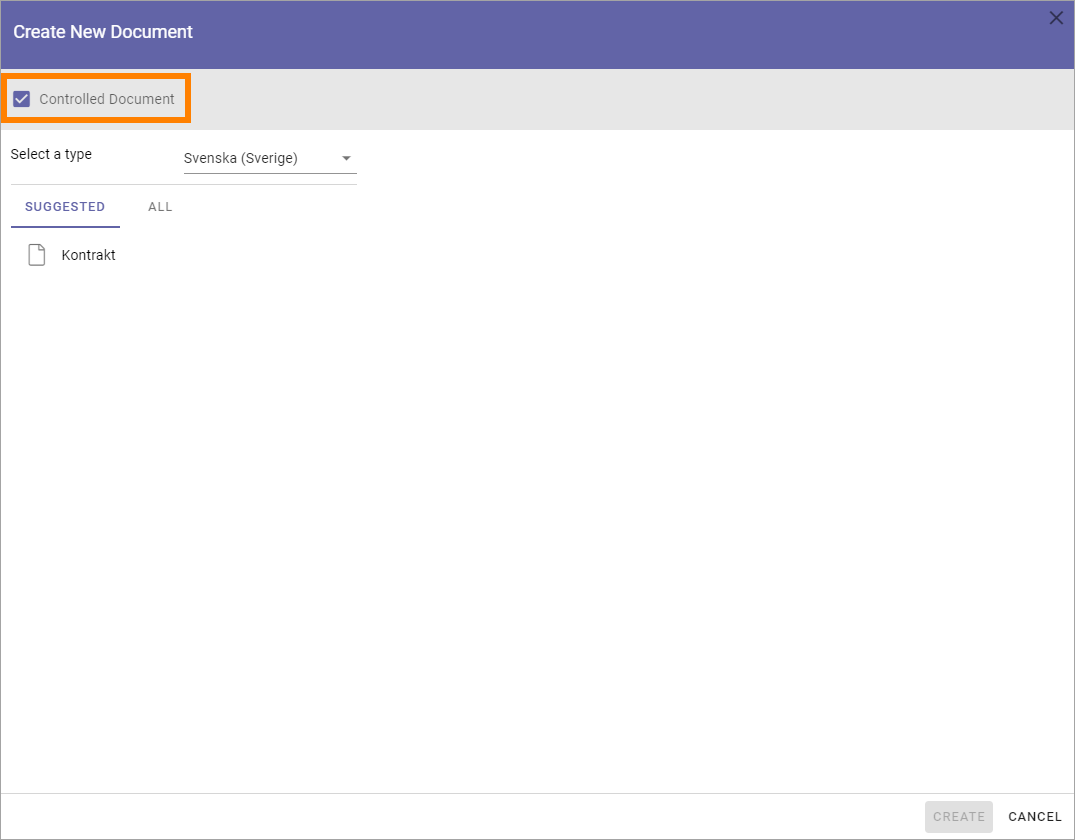 Create New Document
Controlled Document
Select a type
Svenska (Sverige)
SUGGESTED ALL
Kontrakt
CREATE CANCEL